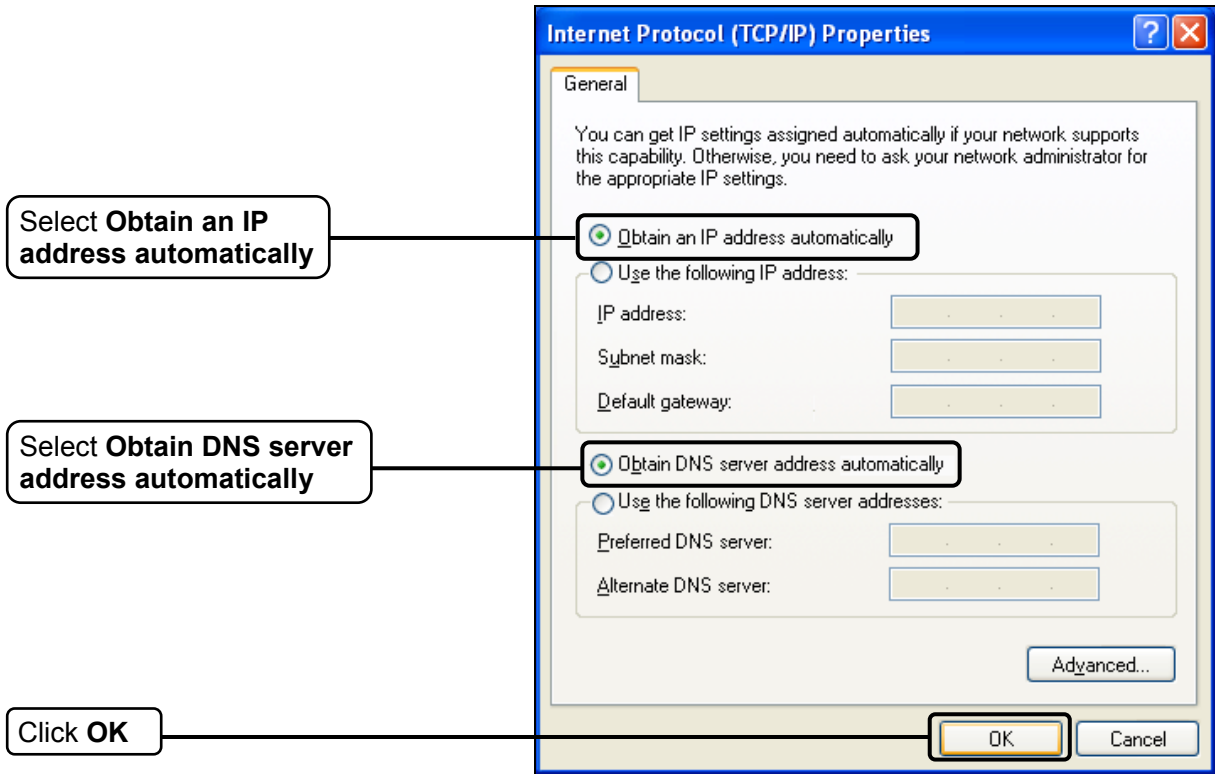 Internet Protocol (TCP/IP) Properties
General
You can get IP settings assigned automatically if your network supports
this capability. Otherwise, you need to ask your network administrator for
the appropriate IP settings.
Select Obtain an IP
address automatically
Obtain an IP address automatically
Use the following IP address:
IP address:
Subnet mask:
Default gateway:
Select Obtain DNS server
address automatically
Obtain DNS server address automatically
Use the following DNS server addresses:
Preferred DNS server:
Alternate DNS server:
Advanced...
Click OK
OK
Cancel